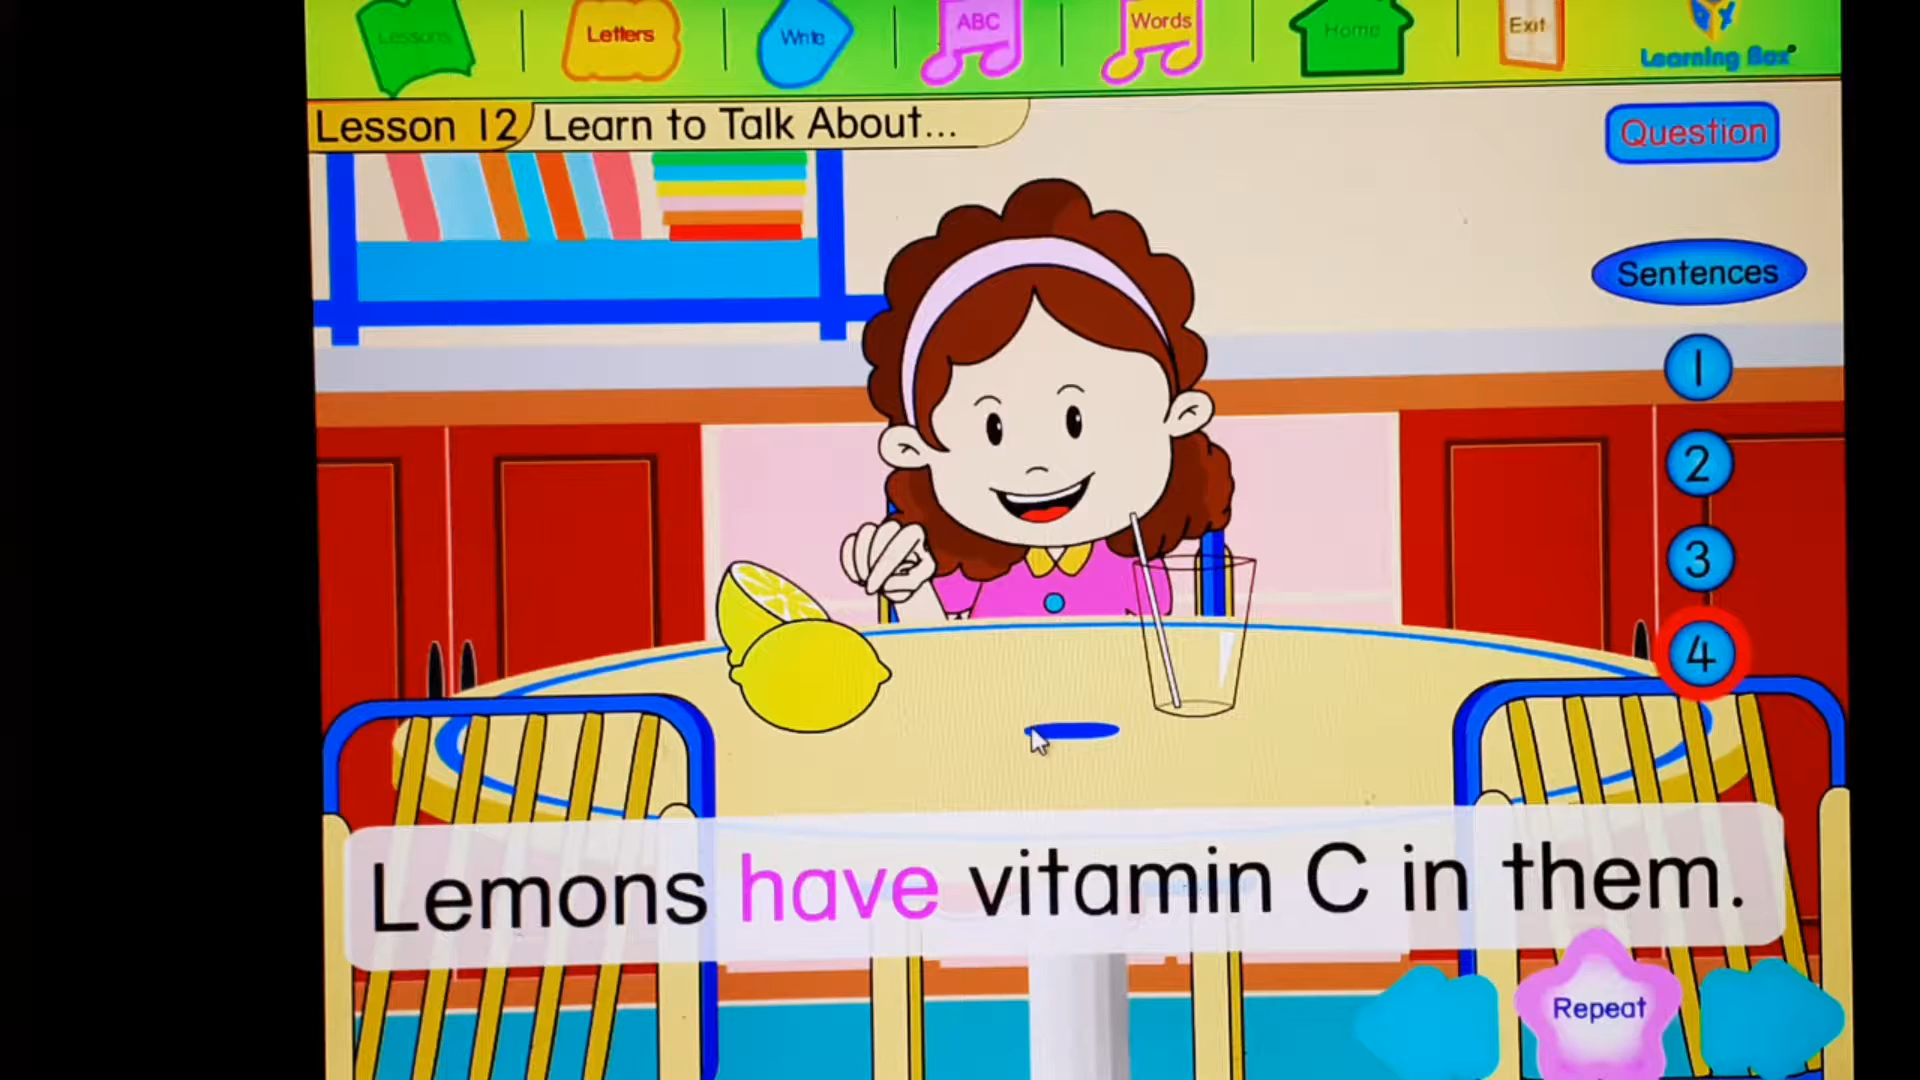 Lessons
Letters
Write
ABC
Words
Home
Exit
Learning Box
Lesson 12 Learn to Talk About...
Question
Sentences
1
2
3
4
Lemons have vitamin C in them.
Repeat